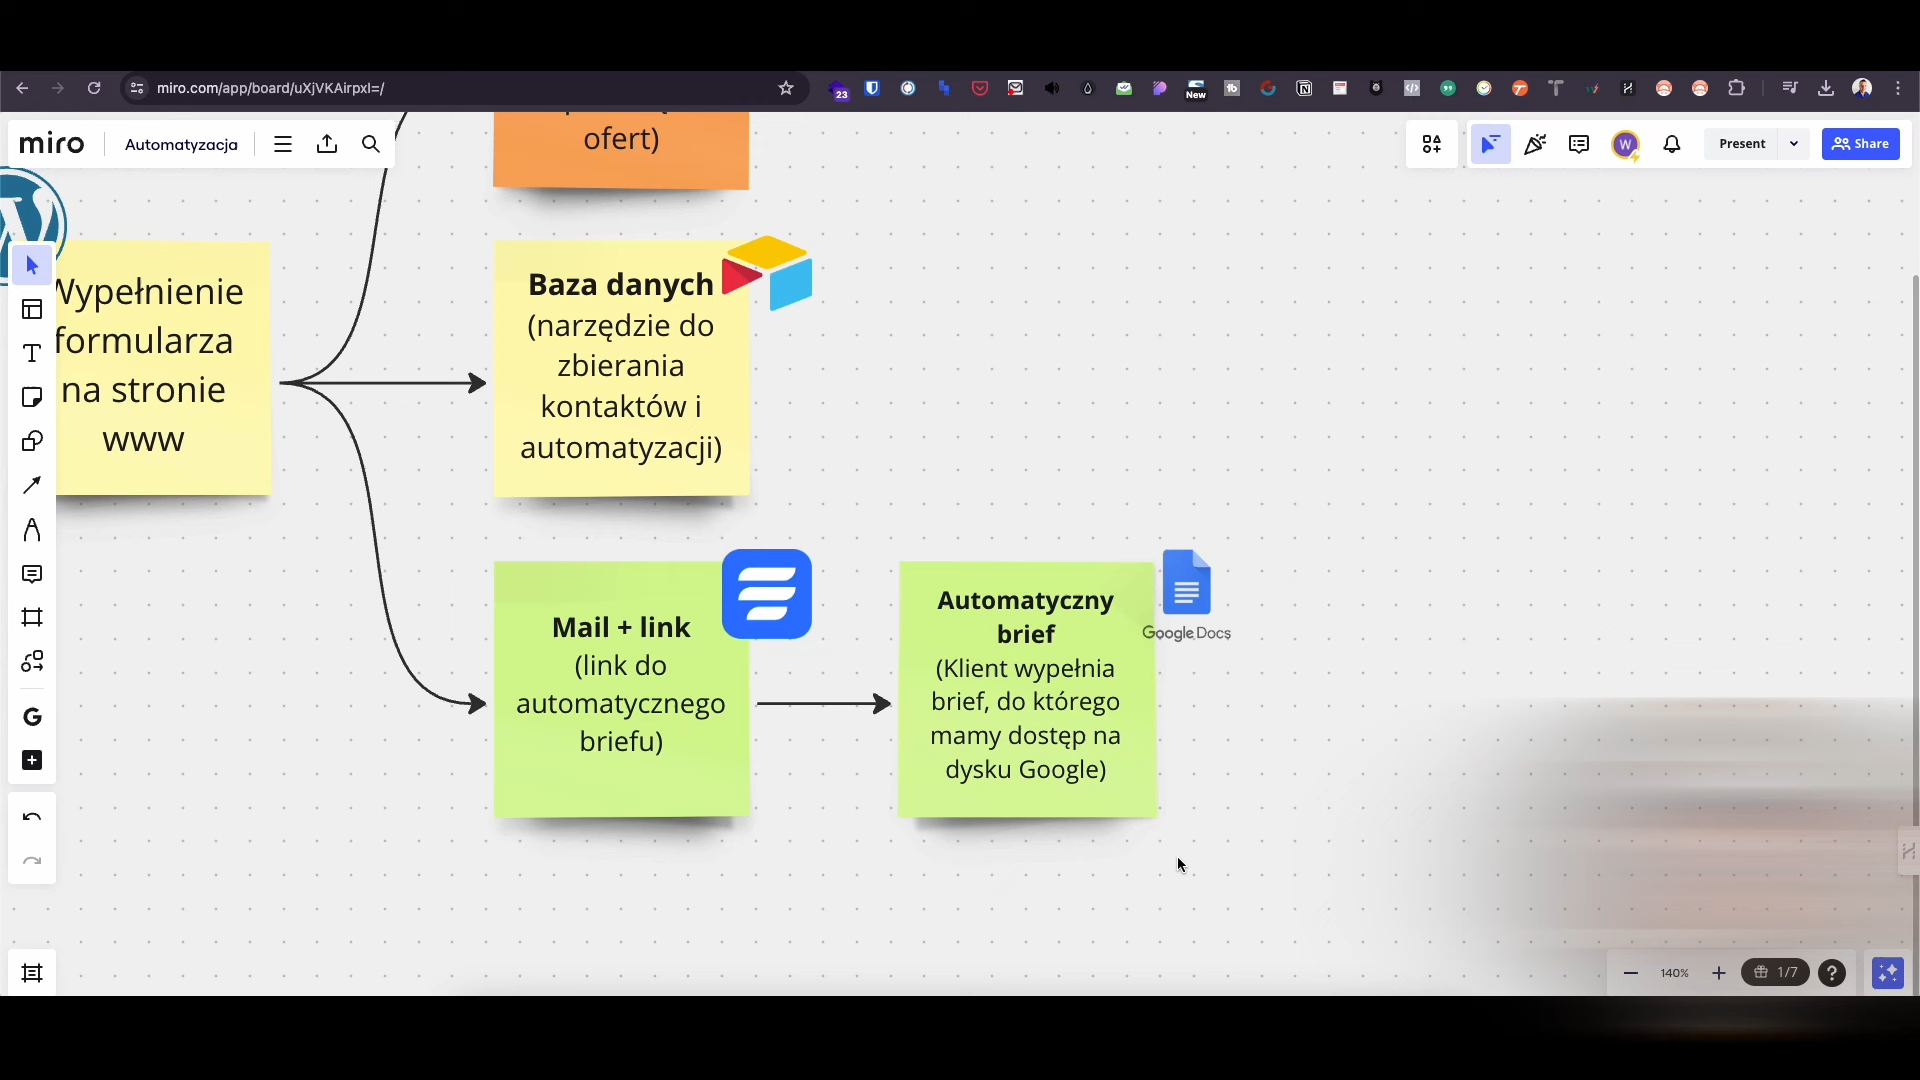 miro.com/app/board/uXjVKAirpxI=/
23
New
miro
Automatyzacja
W
Present
Share
ofert)
Wypełnienie
formularza
na stronie
www
Baza danych
(narzędzie do
zbierania
kontaktów i
automatyzacji)
Mail + link
(link do
automatycznego
briefu)
Automatyczny
brief
(Klient wypełnia
brief, do którego
mamy dostęp na
dysku Google)
Google Docs
140%
1/7